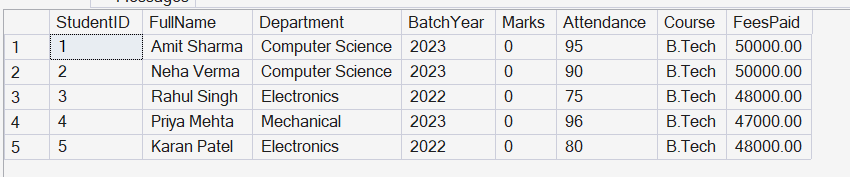 Messages
StudentID FullName Department BatchYear Marks Attendance Course FeesPaid
1 1 Amit Sharma Computer Science 2023 0 95 B.Tech 50000.00
2 2 Neha Verma Computer Science 2023 0 90 B.Tech 50000.00
3 3 Rahul Singh Electronics 2022 0 75 B.Tech 48000.00
4 4 Priya Mehta Mechanical 2023 0 96 B.Tech 47000.00
5 5 Karan Patel Electronics 2022 0 80 B.Tech 48000.00